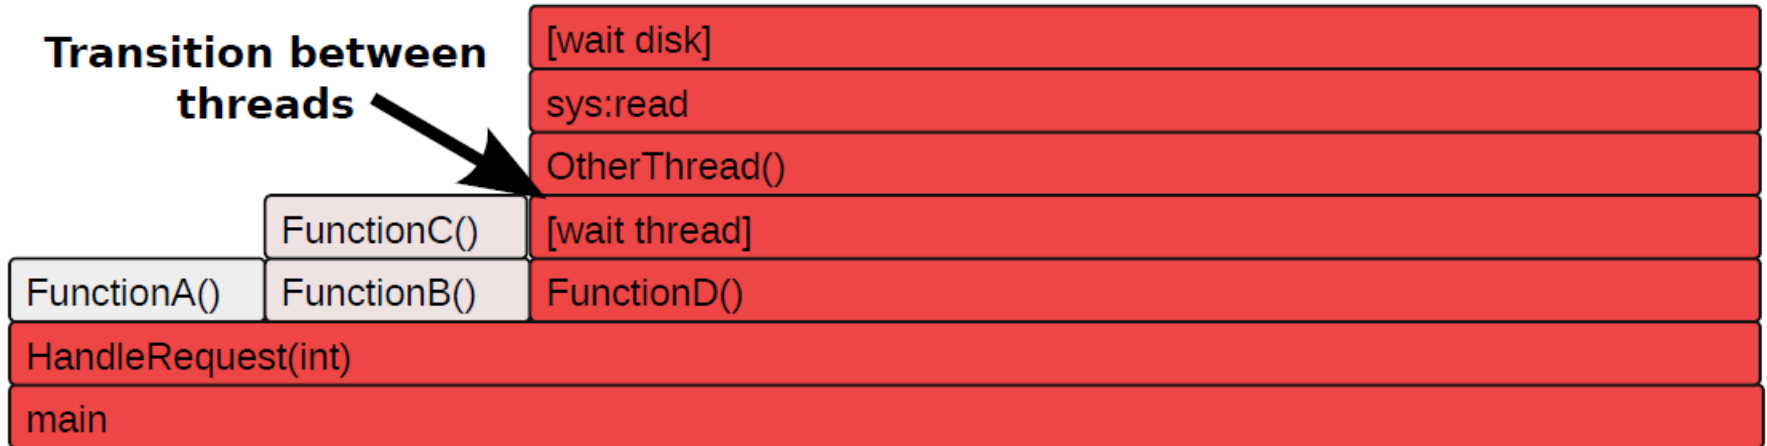 Transition between
threads
[wait disk]
sys:read
OtherThread()
FunctionC()
[wait thread]
FunctionA()
FunctionB()
FunctionD()
HandleRequest(int)
main